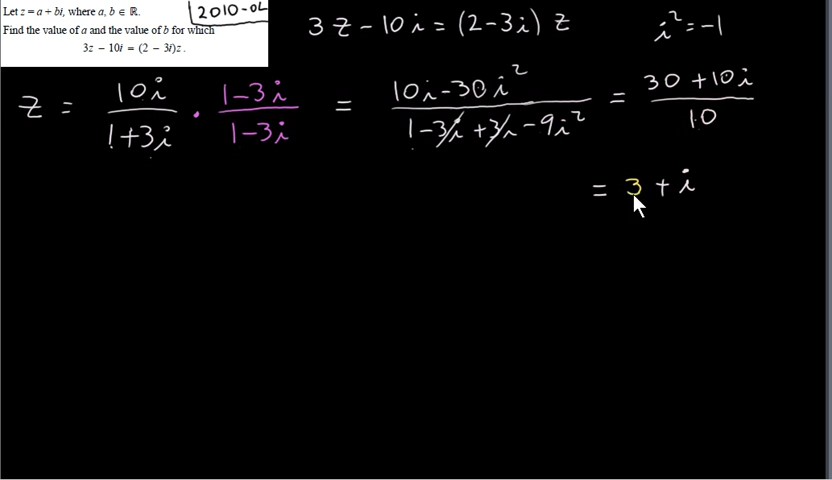 Let z = a + bi, where a, b ∈ ℝ.
2010-OL
Find the value of a and the value of b for which
3z − 10i = (2 − 3i)z.
3z-10i = (2-3i) z
i² = -1
z = 10i/1+3i · 1-3i/1-3i = 10i-30i²/1-3i+3i-9i² = 30+10i/10
= 3 + i